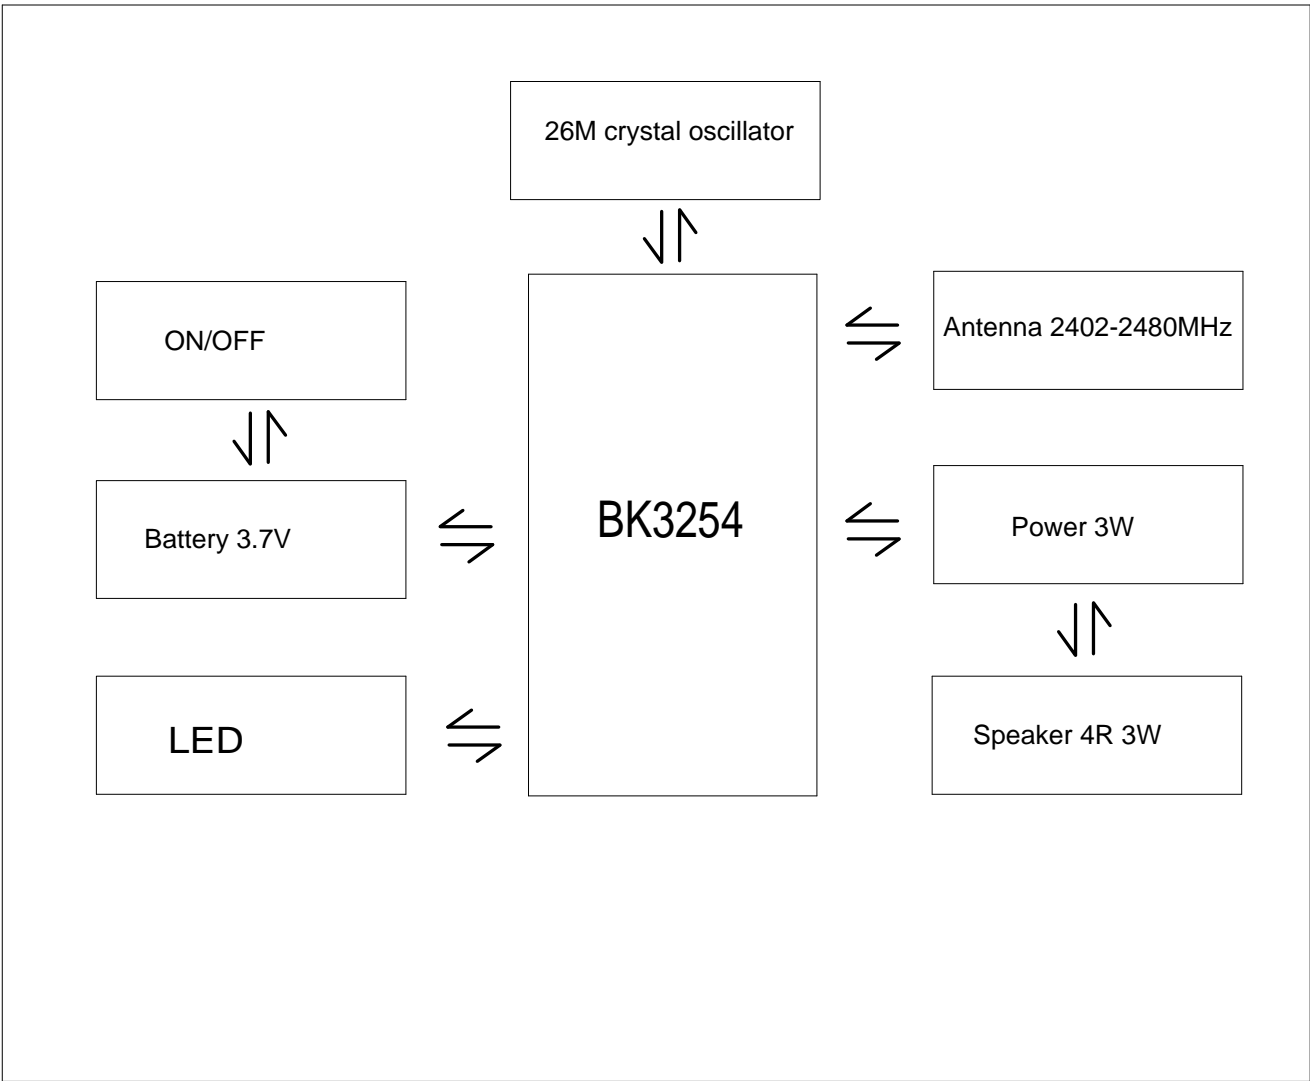 26M crystal oscillator
ON/OFF
Antenna 2402-2480MHz
Battery 3.7V
BK3254
Power 3W
LED
Speaker 4R 3W